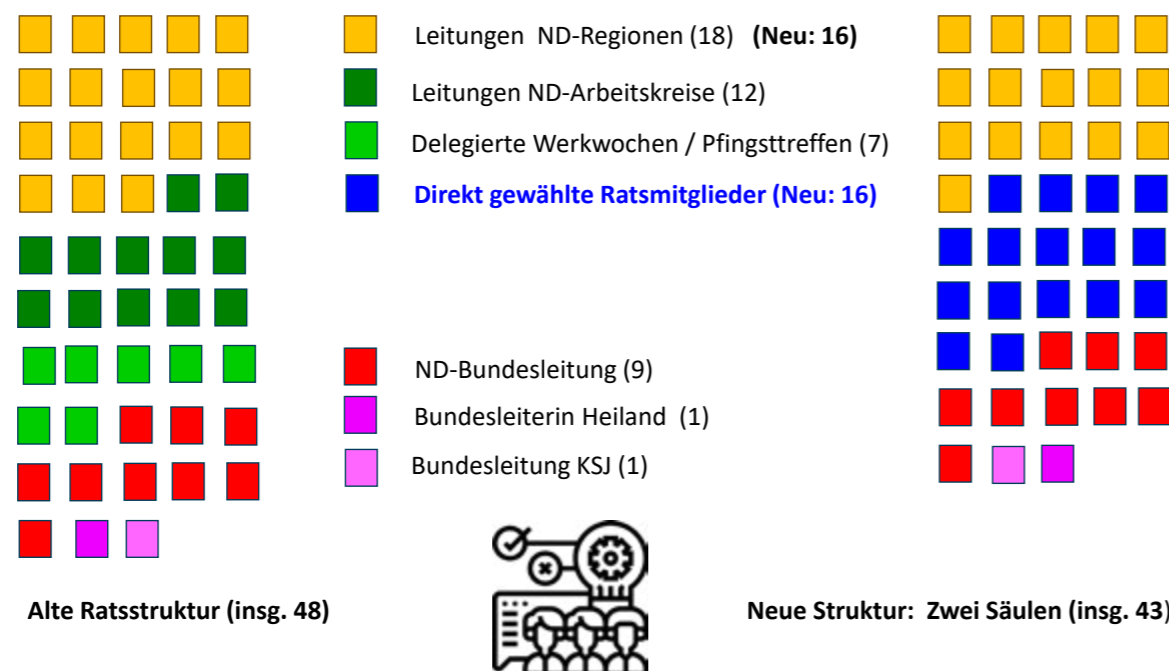 Leitungen ND-Regionen (18) (Neu: 16)
Leitungen ND-Arbeitskreise (12)
Delegierte Werkwochen / Pfingsttreffen (7)
Direkt gewählte Ratsmitglieder (Neu: 16)
ND-Bundesleitung (9)
Bundesleiterin Heiland (1)
Bundesleitung KSJ (1)
Alte Ratsstruktur (insg. 48)
Neue Struktur: Zwei Säulen (insg. 43)